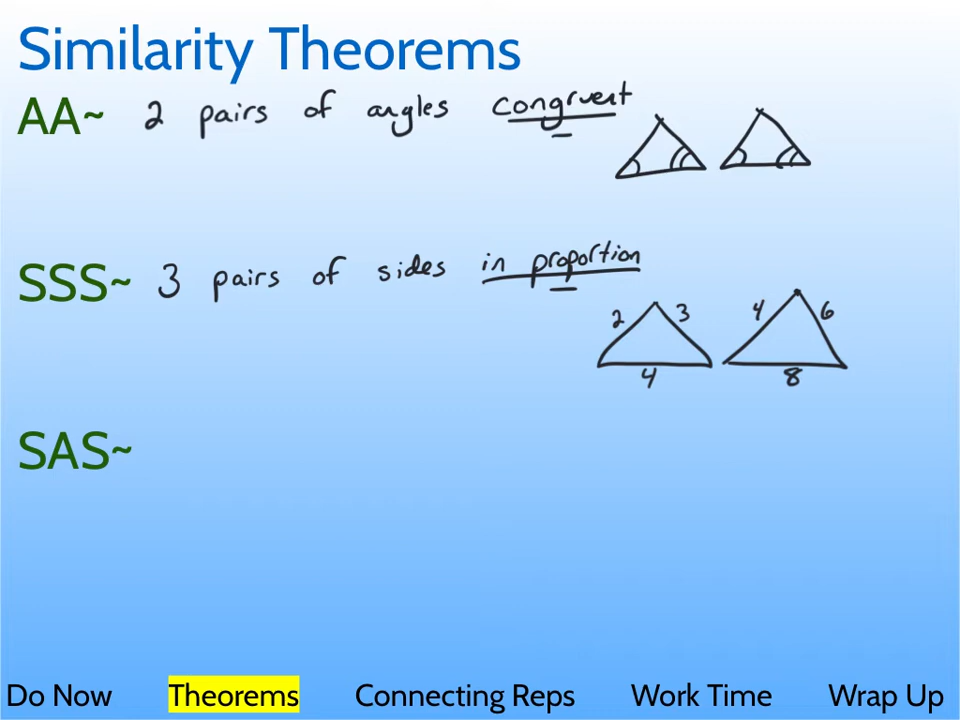 Similarity Theorems
AA~ 2 pairs of angles congruent
SSS~ 3 pairs of sides in proportion
2 3 4 6
4 8
SAS~
Do Now Theorems Connecting Reps Work Time Wrap Up